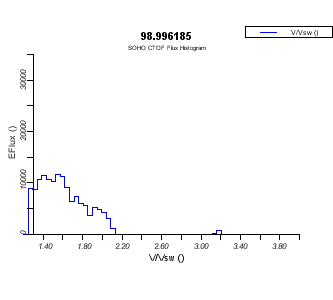 98.996185
SOHO CTOF Flux Histogram
V/Vsw ()
EFlux ()
30000
20000
10000
0
1.40 1.80 2.20 2.60 3.00 3.40 3.80
V/Vsw ()